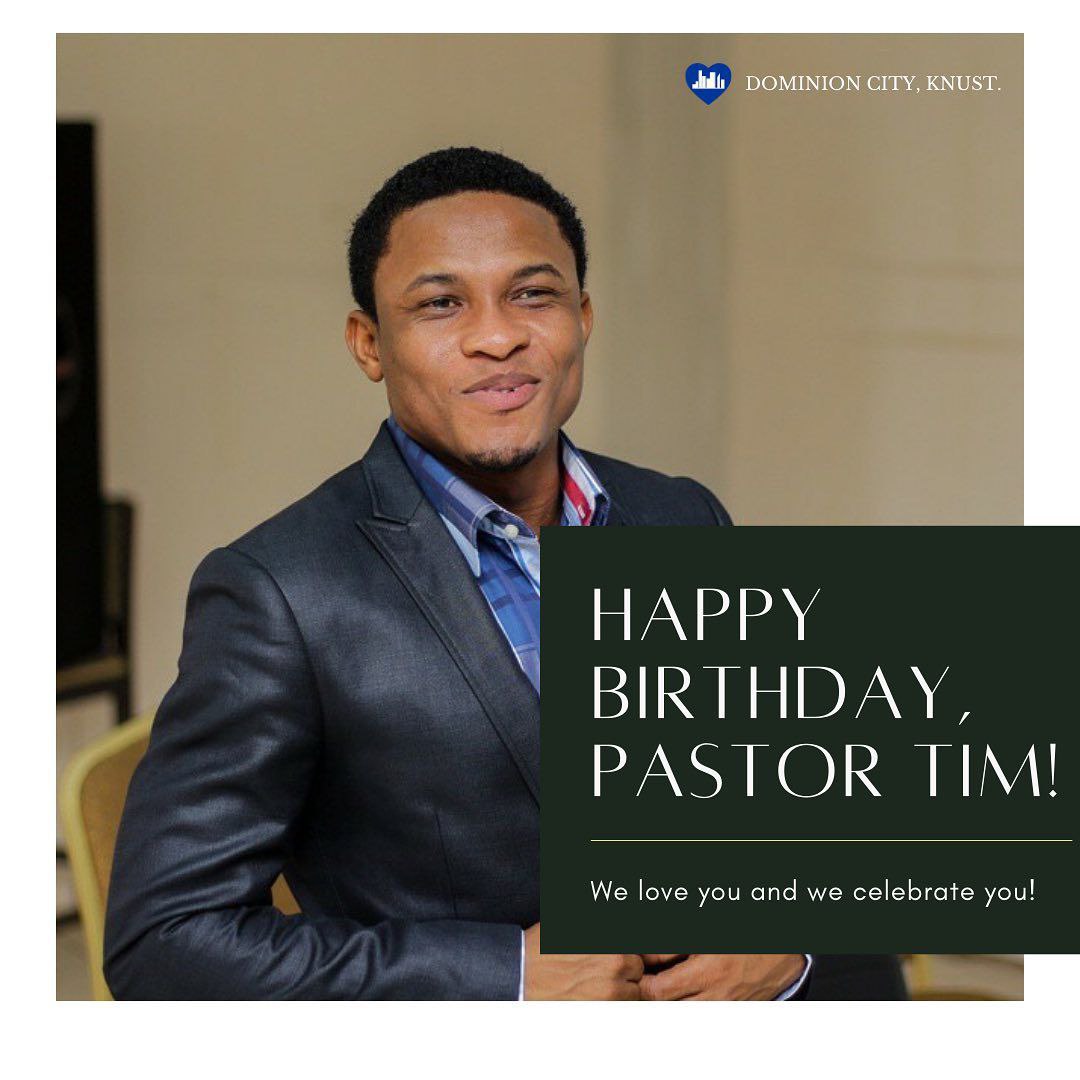 DOMINION CITY, KNUST.
HAPPY
BIRTHDAY,
PASTOR TIM!
We love you and we celebrate you!